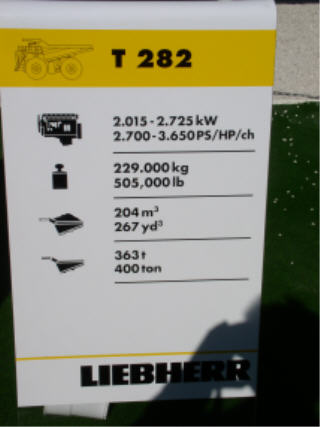 T 282
2.015 - 2.725 kW
2.700 - 3.650 PS/HP/ch
229.000 kg
505,000 lb
204 m³
267 yd³
363 t
400 ton
LIEBHERR